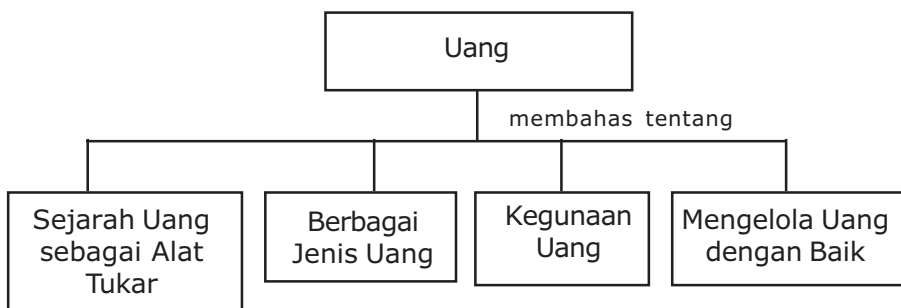 Uang
membahas tentang
Sejarah Uang
sebagai Alat
Tukar
Berbagai
Jenis Uang
Kegunaan
Uang
Mengelola Uang
dengan Baik